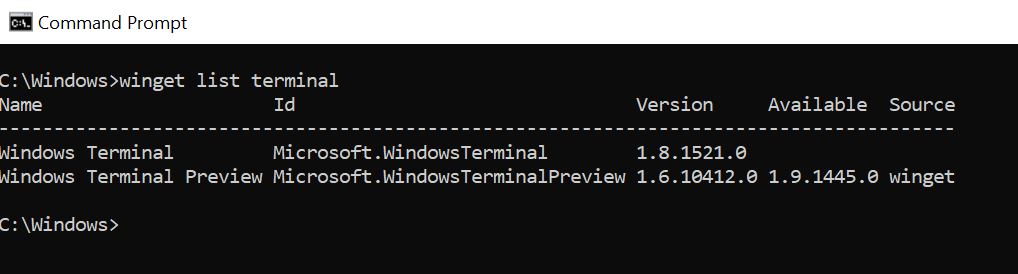 Command Prompt
C:\Windows>winget list terminal
Name Id Version Available Source
-----------------------------------------------------------------------------------------
Windows Terminal Microsoft.WindowsTerminal 1.8.1521.0
Windows Terminal Preview Microsoft.WindowsTerminalPreview 1.6.10412.0 1.9.1445.0 winget
C:\Windows>